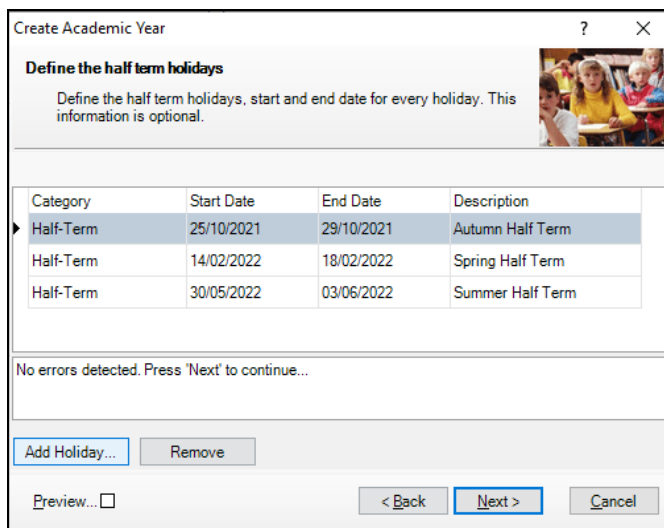 Create Academic Year
?
Define the half term holidays
Define the half term holidays, start and end date for every holiday. This
information is optional.
Category Start Date End Date Description
Half-Term 25/10/2021 29/10/2021 Autumn Half Term
Half-Term 14/02/2022 18/02/2022 Spring Half Term
Half-Term 30/05/2022 03/06/2022 Summer Half Term
No errors detected. Press 'Next' to continue...
Add Holiday... Remove
Preview... < Back Next > Cancel